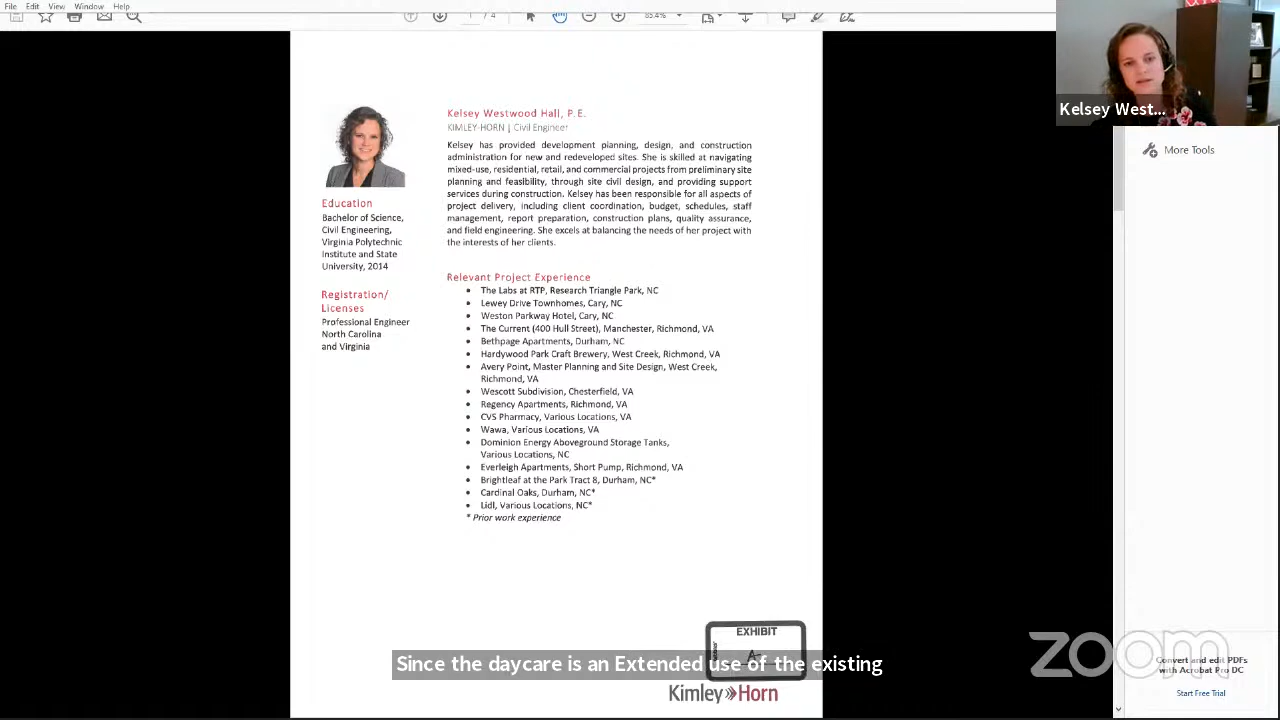 File Edit View Window Help
1 / 4
85.4%
Kelsey West...
More Tools
Kelsey Westwood Hall, P.E.
KIMLEY-HORN | Civil Engineer
Kelsey has provided development planning, design, and construction
administration for new and redeveloped sites. She is skilled at navigating
mixed-use, residential, retail, and commercial projects from preliminary site
planning and feasibility, through site civil design, and providing support
services during construction. Kelsey has been responsible for all aspects of
project delivery, including client coordination, budget, schedules, staff
management, report preparation, construction plans, quality assurance,
and field engineering. She excels at balancing the needs of her project with
the interests of her clients.
Education
Bachelor of Science,
Civil Engineering,
Virginia Polytechnic
Institute and State
University, 2014
Registration/
Licenses
Professional Engineer
North Carolina
and Virginia
Relevant Project Experience
• The Labs at RTP, Research Triangle Park, NC
• Lewey Drive Townhomes, Cary, NC
• Weston Parkway Hotel, Cary, NC
• The Current (400 Hull Street), Manchester, Richmond, VA
• Bethpage Apartments, Durham, NC
• Hardywood Park Craft Brewery, West Creek, Richmond, VA
• Avery Point, Master Planning and Site Design, West Creek,
Richmond, VA
• Wescott Subdivision, Chesterfield, VA
• Regency Apartments, Richmond, VA
• CVS Pharmacy, Various Locations, VA
• Wawa, Various Locations, VA
• Dominion Energy Aboveground Storage Tanks,
Various Locations, NC
• Everleigh Apartments, Short Pump, Richmond, VA
• Brightleaf at the Park Tract 8, Durham, NC*
• Cardinal Oaks, Durham, NC*
• Lidl, Various Locations, NC*
* Prior work experience
EXHIBIT
A
Since the daycare is an Extended use of the existing
Kimley»Horn
zoom
Convert and edit PDFs
with Acrobat Pro DC
Start Free Trial